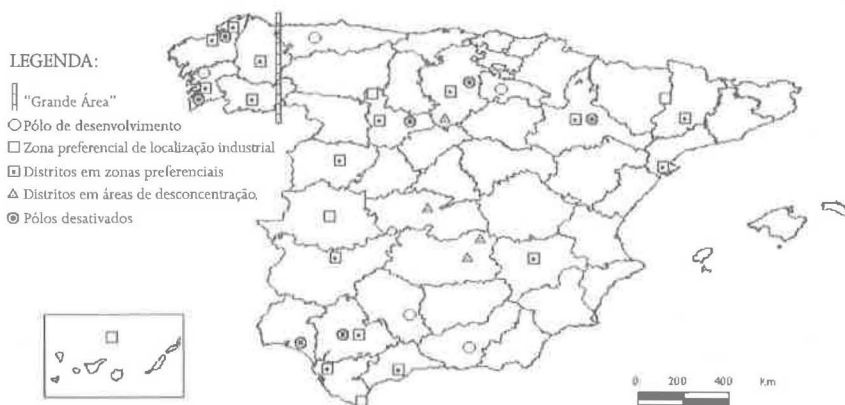 LEGENDA:
"Grande Área"
Pólo de desenvolvimento
Zona preferencial de localização industrial
Distritos em zonas preferenciais
Distritos em áreas de desconcentração,
Pólos desativados
0 200 400 Km